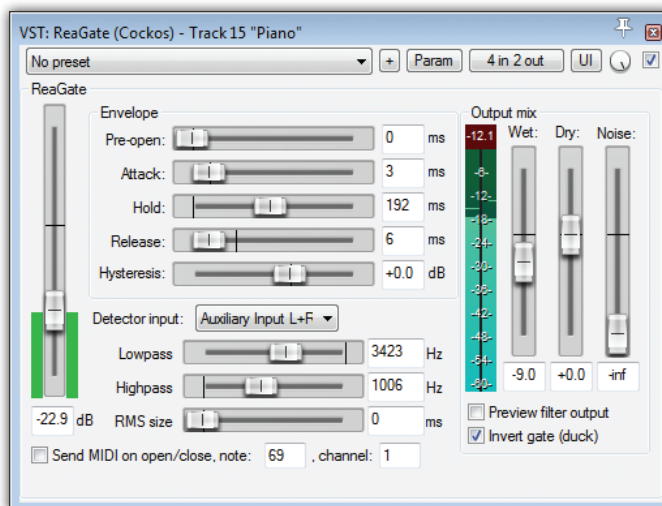 VST: ReaGate (Cockos) - Track 15 "Piano"
No preset + Param 4 in 2 out UI
ReaGate
Envelope
Pre-open: 0 ms
Attack: 3 ms
Hold: 192 ms
Release: 6 ms
Hysteresis: +0.0 dB
Detector input: Auxiliary Input L+R
Lowpass 3423 Hz
Highpass 1006 Hz
-22.9 dB RMS size 0 ms
Send MIDI on open/close, note: 69 , channel: 1
Output mix
-12.1 Wet: Dry: Noise:
-6-
-12-
-18-
-24-
-30-
-36-
-42-
-48-
-54-
-60-
-9.0 +0.0 -inf
Preview filter output
Invert gate (duck)